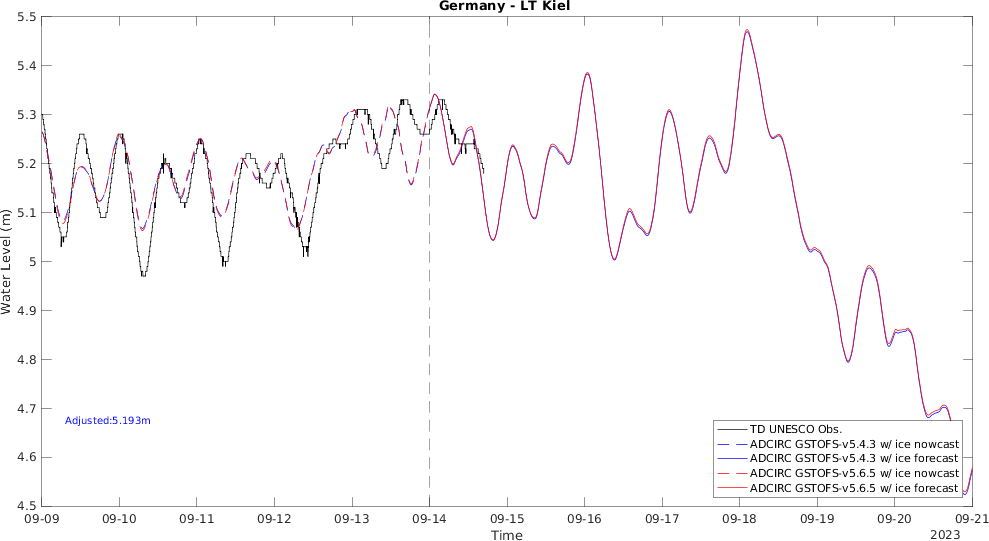 Germany - LT Kiel
5.5
5.4
5.3
5.2
5.1
5
4.9
4.8
4.7
4.6
4.5
Water Level (m)
Adjusted:5.193m
TD UNESCO Obs.
ADCIRC GSTOFS-v5.4.3 w/ ice nowcast
ADCIRC GSTOFS-v5.4.3 w/ ice forecast
ADCIRC GSTOFS-v5.6.5 w/ ice nowcast
ADCIRC GSTOFS-v5.6.5 w/ ice forecast
09-09 09-10 09-11 09-12 09-13 09-14 09-15 09-16 09-17 09-18 09-19 09-20 09-21
Time
2023